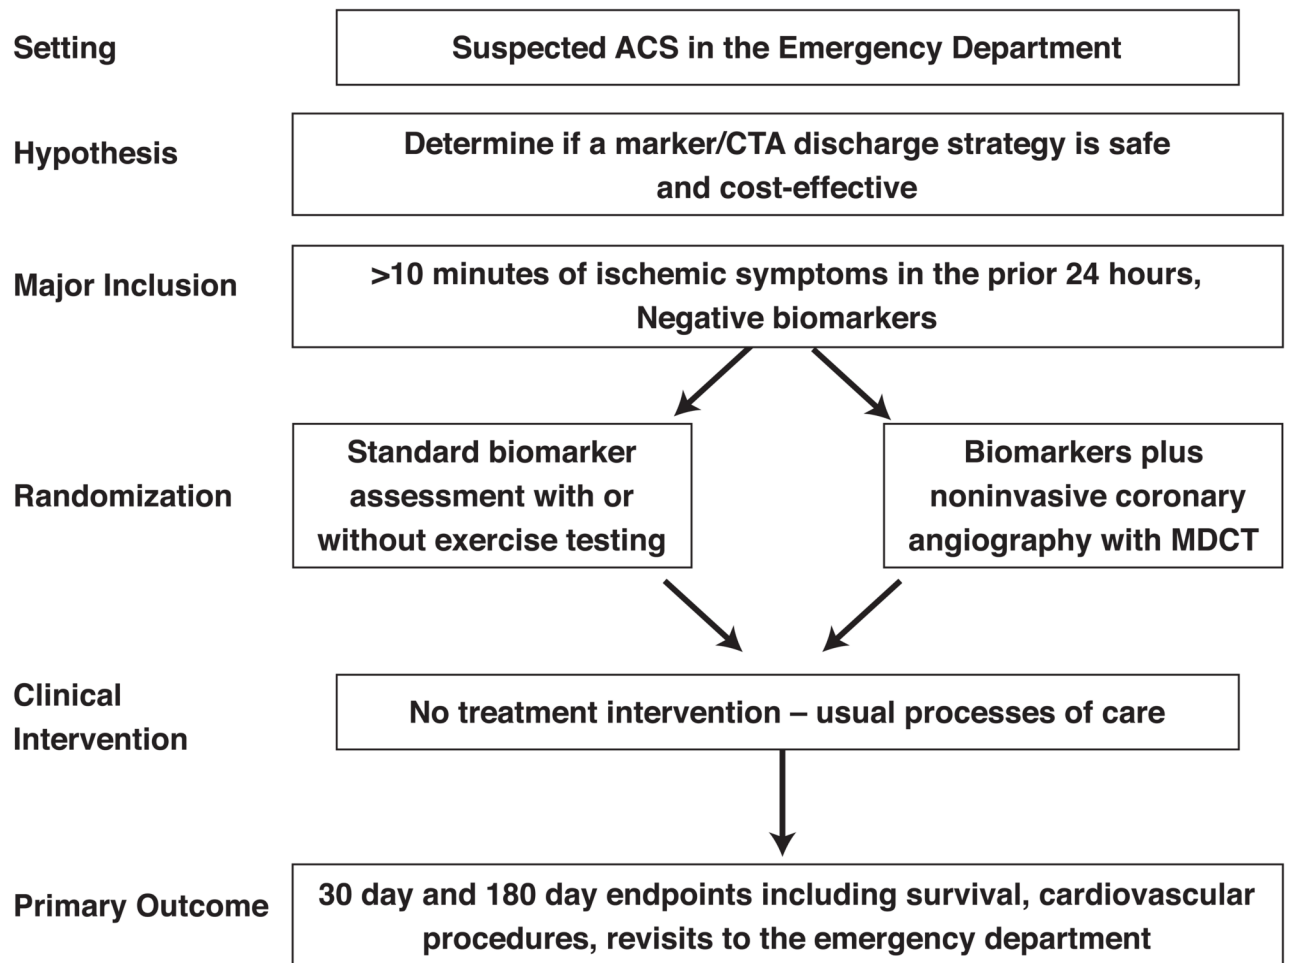 Setting
Suspected ACS in the Emergency Department
Hypothesis
Determine if a marker/CTA discharge strategy is safe
and cost-effective
Major Inclusion
>10 minutes of ischemic symptoms in the prior 24 hours,
Negative biomarkers
Randomization
Standard biomarker
assessment with or
without exercise testing
Biomarkers plus
noninvasive coronary
angiography with MDCT
Clinical
Intervention
No treatment intervention – usual processes of care
Primary Outcome
30 day and 180 day endpoints including survival, cardiovascular
procedures, revisits to the emergency department